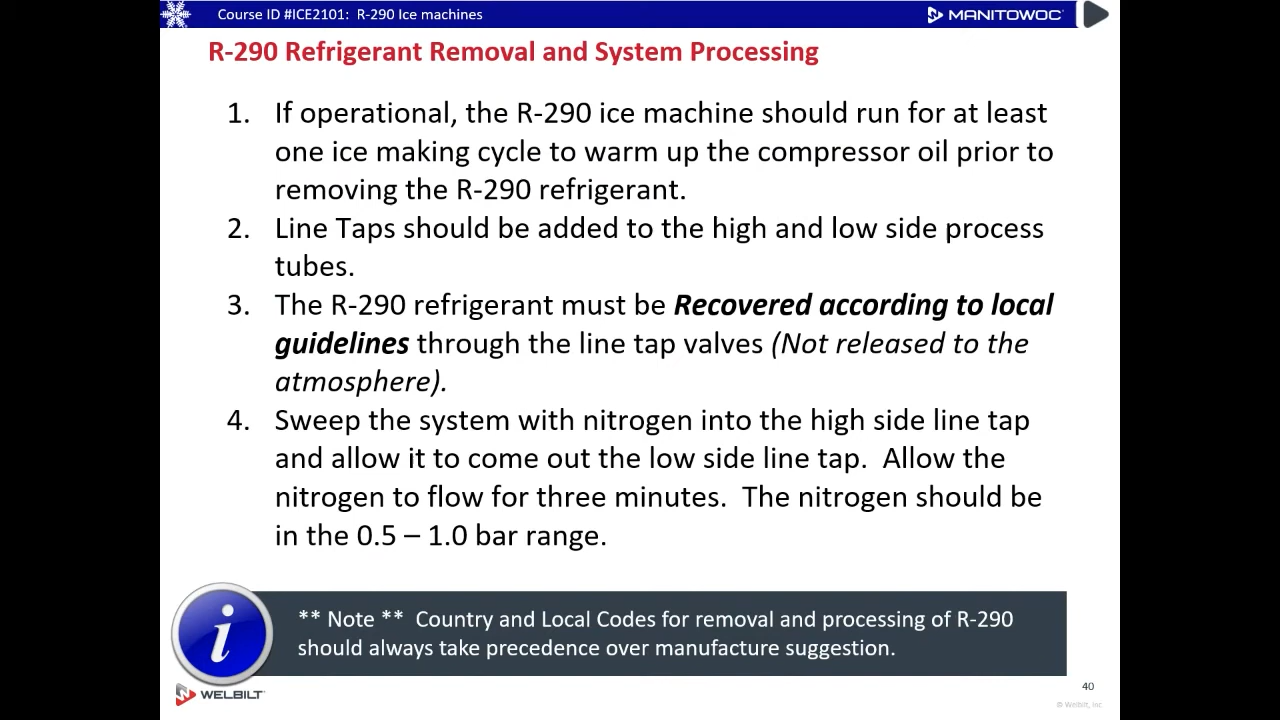 Course ID #ICE2101: R-290 Ice machines
MANITOWOC
R-290 Refrigerant Removal and System Processing
1. If operational, the R-290 ice machine should run for at least
one ice making cycle to warm up the compressor oil prior to
removing the R-290 refrigerant.
2. Line Taps should be added to the high and low side process
tubes.
3. The R-290 refrigerant must be Recovered according to local
guidelines through the line tap valves (Not released to the
atmosphere).
4. Sweep the system with nitrogen into the high side line tap
and allow it to come out the low side line tap. Allow the
nitrogen to flow for three minutes. The nitrogen should be
in the 0.5 – 1.0 bar range.
i
** Note ** Country and Local Codes for removal and processing of R-290
should always take precedence over manufacture suggestion.
WELBILT
40
© Welbilt, Inc.